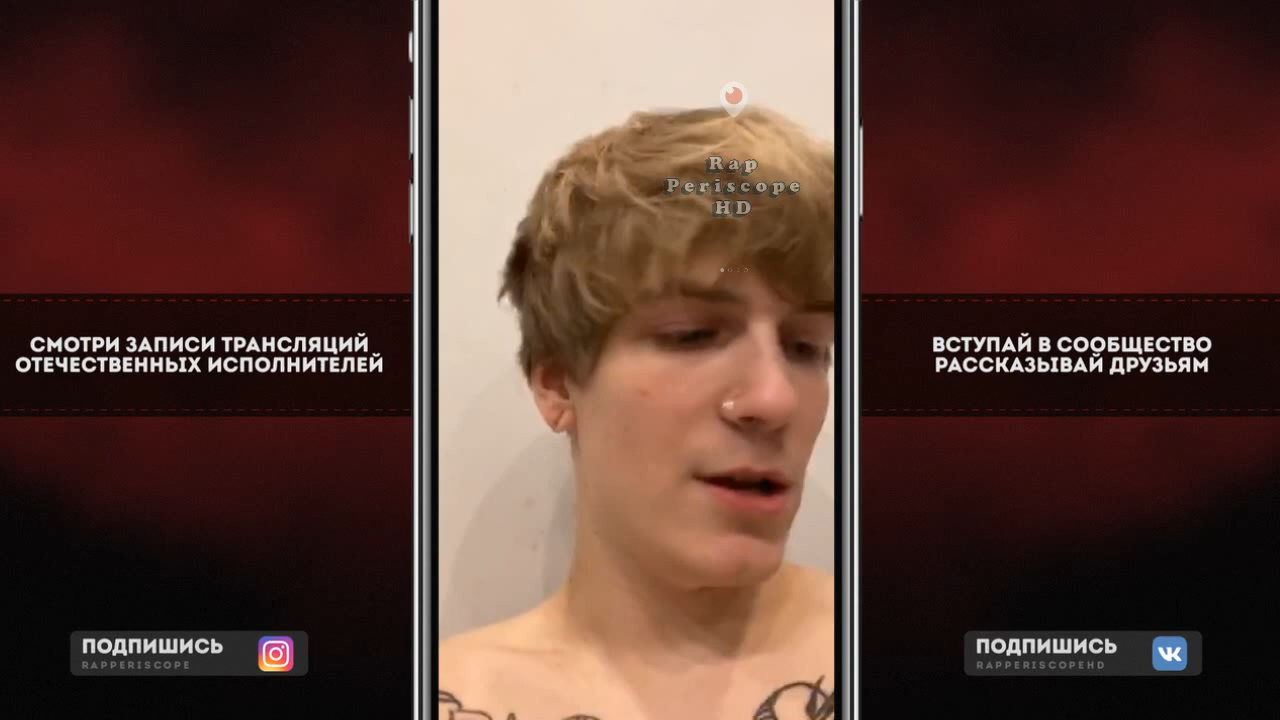 СМОТРИ ЗАПИСИ ТРАНСЛЯЦИЙ
ОТЕЧЕСТВЕННЫХ ИСПОЛНИТЕЛЕЙ
ПОДПИШИСЬ
RAPPERISCOPE
Rap
Periscope
HD
ВСТУПАЙ В СООБЩЕСТВО
РАССКАЗЫВАЙ ДРУЗЬЯМ
ПОДПИШИСЬ
RAPPERISCOPEHD